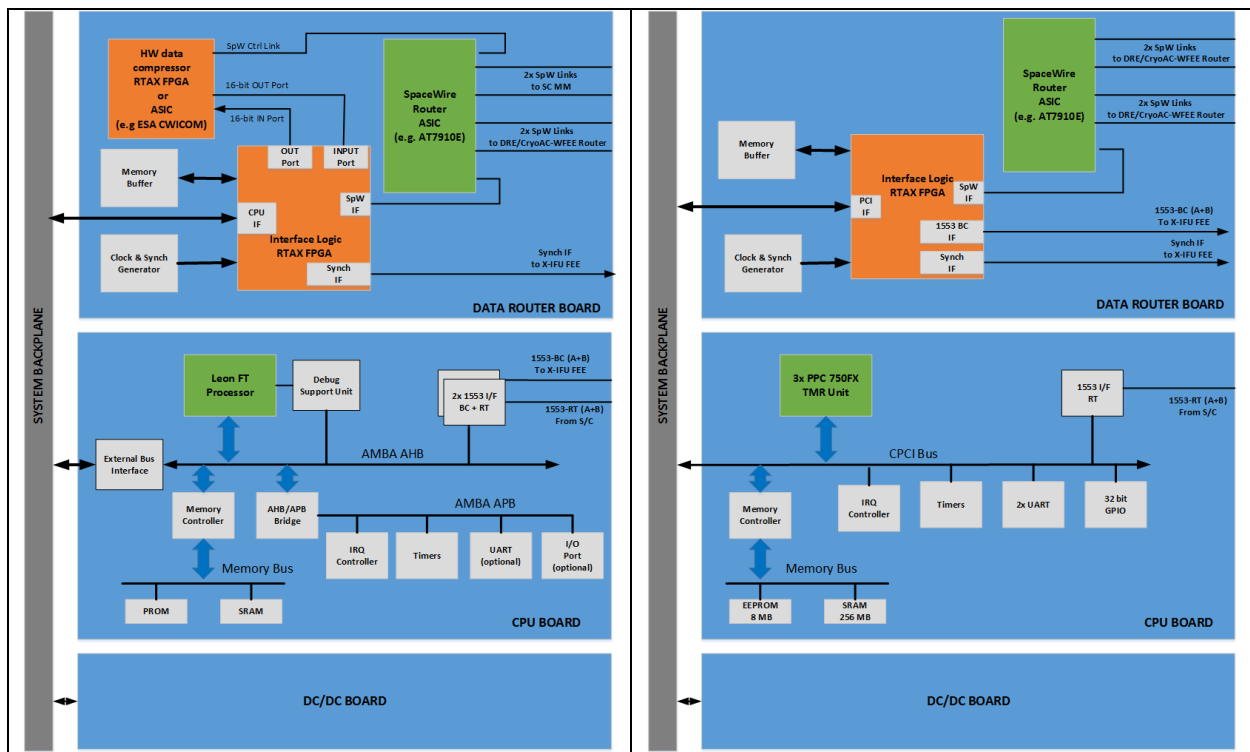 SYSTEM BACKPLANE
HW data
compressor
RTAX FPGA
or
ASIC
(e.g ESA CWICOM)
SpW Ctrl Link
16-bit OUT Port
16-bit IN Port
SpaceWire
Router
ASIC
(e.g. AT7910E)
2x SpW Links
to SC MM
2x SpW Links
to DRE/CryoAC-WFEE Router
OUT
Port
INPUT
Port
Memory
Buffer
SpW
IF
CPU
IF
Interface Logic
RTAX FPGA
Clock & Synch
Generator
Synch
IF
Synch IF
to X-IFU FEE
DATA ROUTER BOARD
Leon FT
Processor
Debug
Support Unit
2x 1553 I/F
BC + RT
1553-BC (A+B)
To X-IFU FEE
1553-RT (A+B)
From S/C
External Bus
Interface
AMBA AHB
Memory
Controller
AHB/APB
Bridge
AMBA APB
IRQ
Controller
Timers
UART
(optional)
I/O
Port
(optional)
Memory Bus
PROM
SRAM
CPU BOARD
DC/DC BOARD
SYSTEM BACKPLANE
SpaceWire
Router
ASIC
(e.g. AT7910E)
2x SpW Links
to DRE/CryoAC-WFEE Router
2x SpW Links
to DRE/CryoAC-WFEE Router
Memory
Buffer
Interface Logic
RTAX FPGA
SpW
IF
PCI
IF
1553 BC
IF
1553-BC (A+B)
To X-IFU FEE
Clock & Synch
Generator
Synch
IF
Synch IF
to X-IFU FEE
DATA ROUTER BOARD
3x PPC 750FX
TMR Unit
1553 I/F
RT
1553-RT (A+B)
From S/C
CPCI Bus
Memory
Controller
IRQ
Controller
Timers
2x UART
32 bit
GPIO
Memory Bus
EEPROM
8 MB
SRAM
256 MB
CPU BOARD
DC/DC BOARD